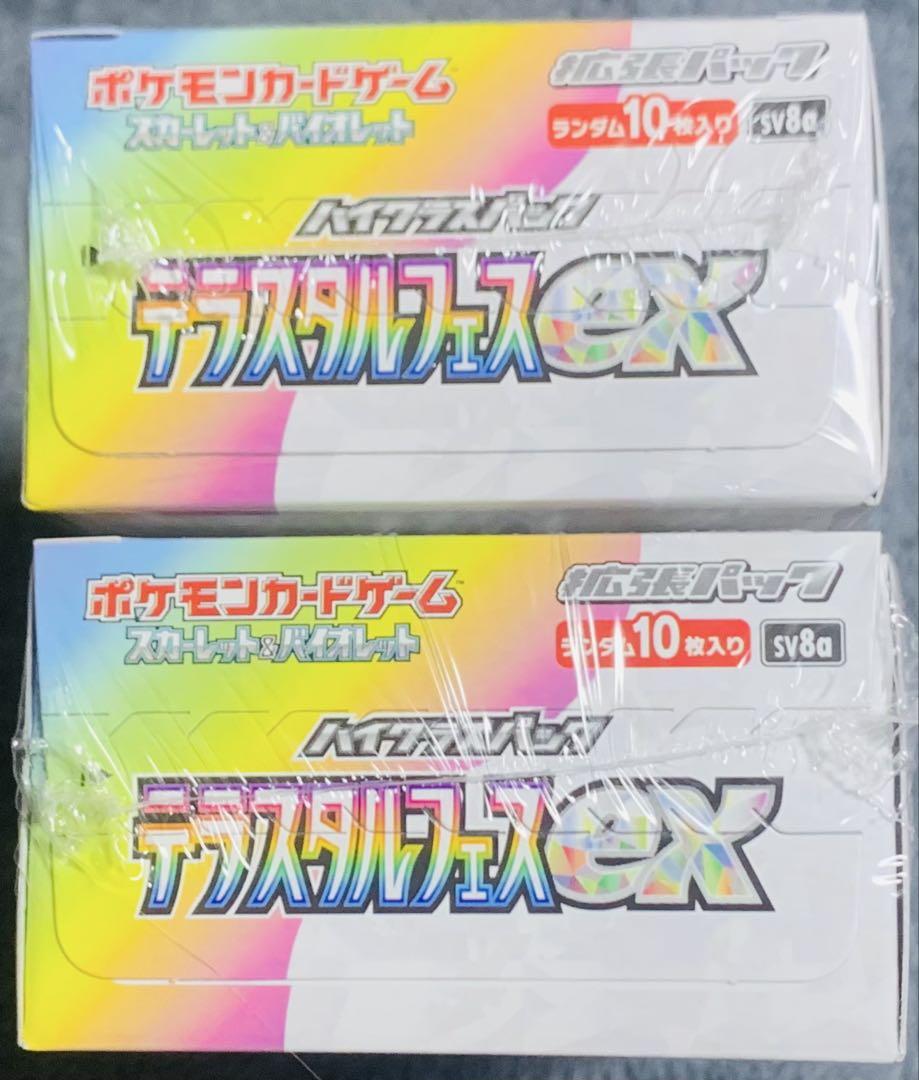 ポケモンカードゲーム™
スカーレット&バイオレット
拡張パック
ランダム10枚入り SV8a
ハイクラスパック
テラスタルフェスex
ポケモンカードゲーム™
スカーレット&バイオレット
拡張パック
ランダム10枚入り SV8a
ハイクラスパック
テラスタルフェスex